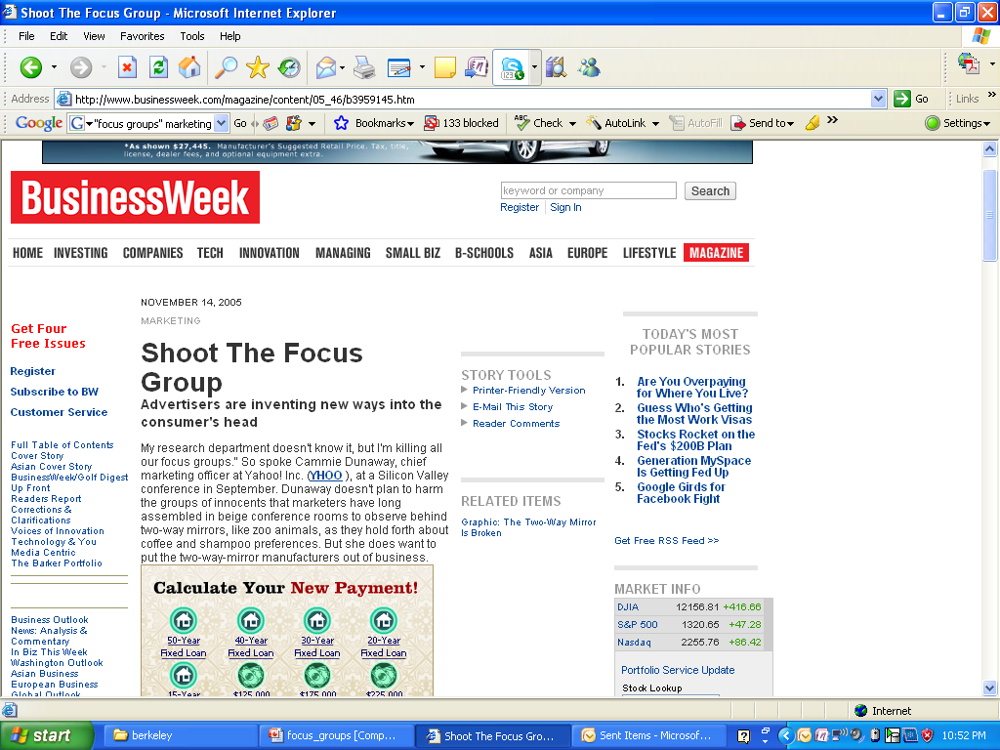 Shoot The Focus Group - Microsoft Internet Explorer
File Edit View Favorites Tools Help
Address http://www.businessweek.com/magazine/content/05_46/b3959145.htm Go Links »
Google G "focus groups" marketing Go Bookmarks 133 blocked ABC Check AutoLink AutoFill Send to » Settings
*As shown $27,445. Manufacturer's Suggested Retail Price. Tax, title,
license, dealer fees, and optional equipment extra.
BusinessWeek
keyword or company Search
Register Sign In
HOME INVESTING COMPANIES TECH INNOVATION MANAGING SMALL BIZ B-SCHOOLS ASIA EUROPE LIFESTYLE MAGAZINE
Get Four
Free Issues
Register
Subscribe to BW
Customer Service
Full Table of Contents
Cover Story
Asian Cover Story
BusinessWeek/Golf Digest
Up Front
Readers Report
Corrections &
Clarifications
Voices of Innovation
Technology & You
Media Centric
The Barker Portfolio
Business Outlook
News: Analysis &
Commentary
In Biz This Week
Washington Outlook
Asian Business
European Business
Global Outlook
NOVEMBER 14, 2005
MARKETING
Shoot The Focus
Group
Advertisers are inventing new ways into the
consumer's head
My research department doesn't know it, but I'm killing all
our focus groups." So spoke Cammie Dunaway, chief
marketing officer at Yahoo! Inc. (YHOO ), at a Silicon Valley
conference in September. Dunaway doesn't plan to harm
the groups of innocents that marketers have long
assembled in beige conference rooms to observe behind
two-way mirrors, like zoo animals, as they hold forth about
coffee and shampoo preferences. But she does want to
put the two-way-mirror manufacturers out of business.
Calculate Your New Payment!
50-Year
Fixed Loan
40-Year
Fixed Loan
30-Year
Fixed Loan
20-Year
Fixed Loan
15-Year
$125,000
$175,000
$225,000
STORY TOOLS
Printer-Friendly Version
E-Mail This Story
Reader Comments
RELATED ITEMS
Graphic: The Two-Way Mirror
Is Broken
TODAY'S MOST
POPULAR STORIES
1. Are You Overpaying
for Where You Live?
2. Guess Who's Getting
the Most Work Visas
3. Stocks Rocket on the
Fed's $200B Plan
4. Generation MySpace
Is Getting Fed Up
5. Google Girds for
Facebook Fight
Get Free RSS Feed >>
MARKET INFO
DJIA 12156.81 +416.66
S&P 500 1320.65 +47.28
Nasdaq 2255.76 +86.42
Portfolio Service Update
Stock Lookup
Internet
start berkeley focus_groups [Comp... Shoot The Focus Gro... Sent Items - Microsof... 10:52 PM